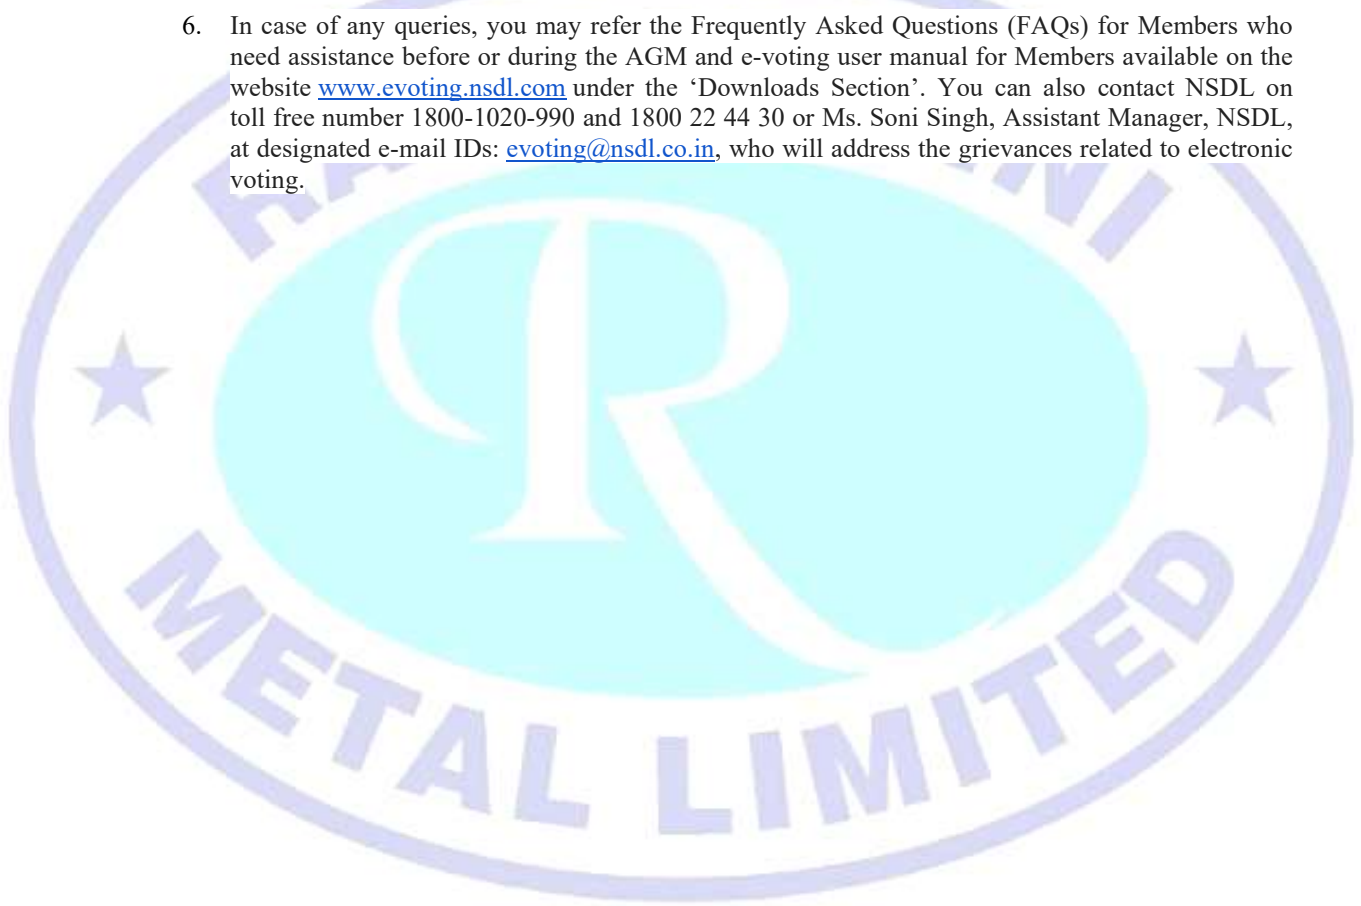 6. In case of any queries, you may refer the Frequently Asked Questions (FAQs) for Members who
need assistance before or during the AGM and e-voting user manual for Members available on the
website www.evoting.nsdl.com under the ‘Downloads Section’. You can also contact NSDL on
toll free number 1800-1020-990 and 1800 22 44 30 or Ms. Soni Singh, Assistant Manager, NSDL,
at designated e-mail IDs: evoting@nsdl.co.in, who will address the grievances related to electronic
voting.
R
METAL LIMITED